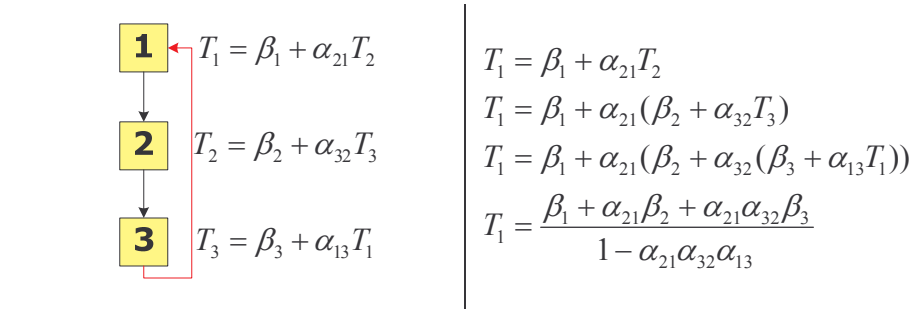 1 T₁ = β₁ + α₂₁T₂
2 T₂ = β₂ + α₃₂T₃
3 T₃ = β₃ + α₁₃T₁
T₁ = β₁ + α₂₁T₂
T₁ = β₁ + α₂₁(β₂ + α₃₂T₃)
T₁ = β₁ + α₂₁(β₂ + α₃₂(β₃ + α₁₃T₁))
T₁ = (β₁ + α₂₁β₂ + α₂₁α₃₂β₃) / (1 − α₂₁α₃₂α₁₃)